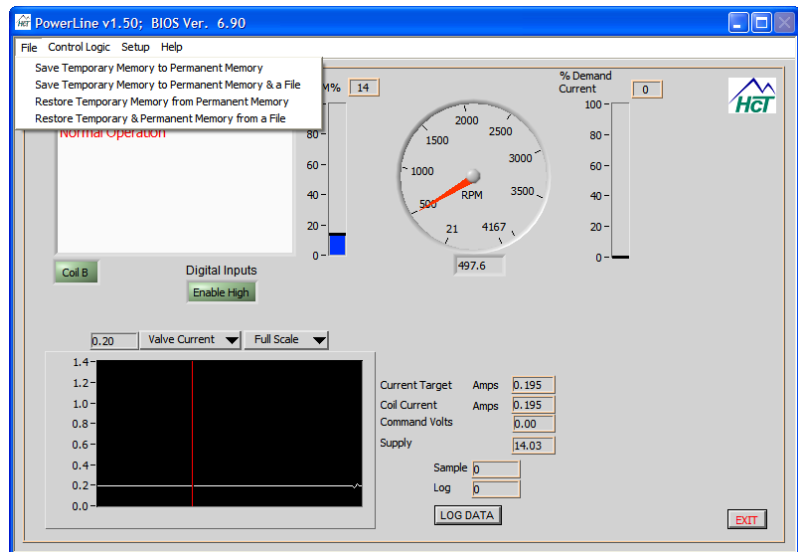 PowerLine v1.50; BIOS Ver. 6.90
File Control Logic Setup Help
Save Temporary Memory to Permanent Memory
Save Temporary Memory to Permanent Memory & a File
Restore Temporary Memory from Permanent Memory
Restore Temporary & Permanent Memory from a File
Normal Operation
M% 14
80
60
40
20
0
2000
1500
2500
1000
3000
500
RPM
3500
21
4167
497.6
% Demand
Current 0
100
80
60
40
20
0
HCT
Coil B
Digital Inputs
Enable High
0.20 Valve Current Full Scale
1.4
1.2
1.0
0.8
0.6
0.4
0.2
0.0
Current Target Amps 0.195
Coil Current Amps 0.195
Command Volts 0.00
Supply 14.03
Sample 0
Log 0
LOG DATA
EXIT